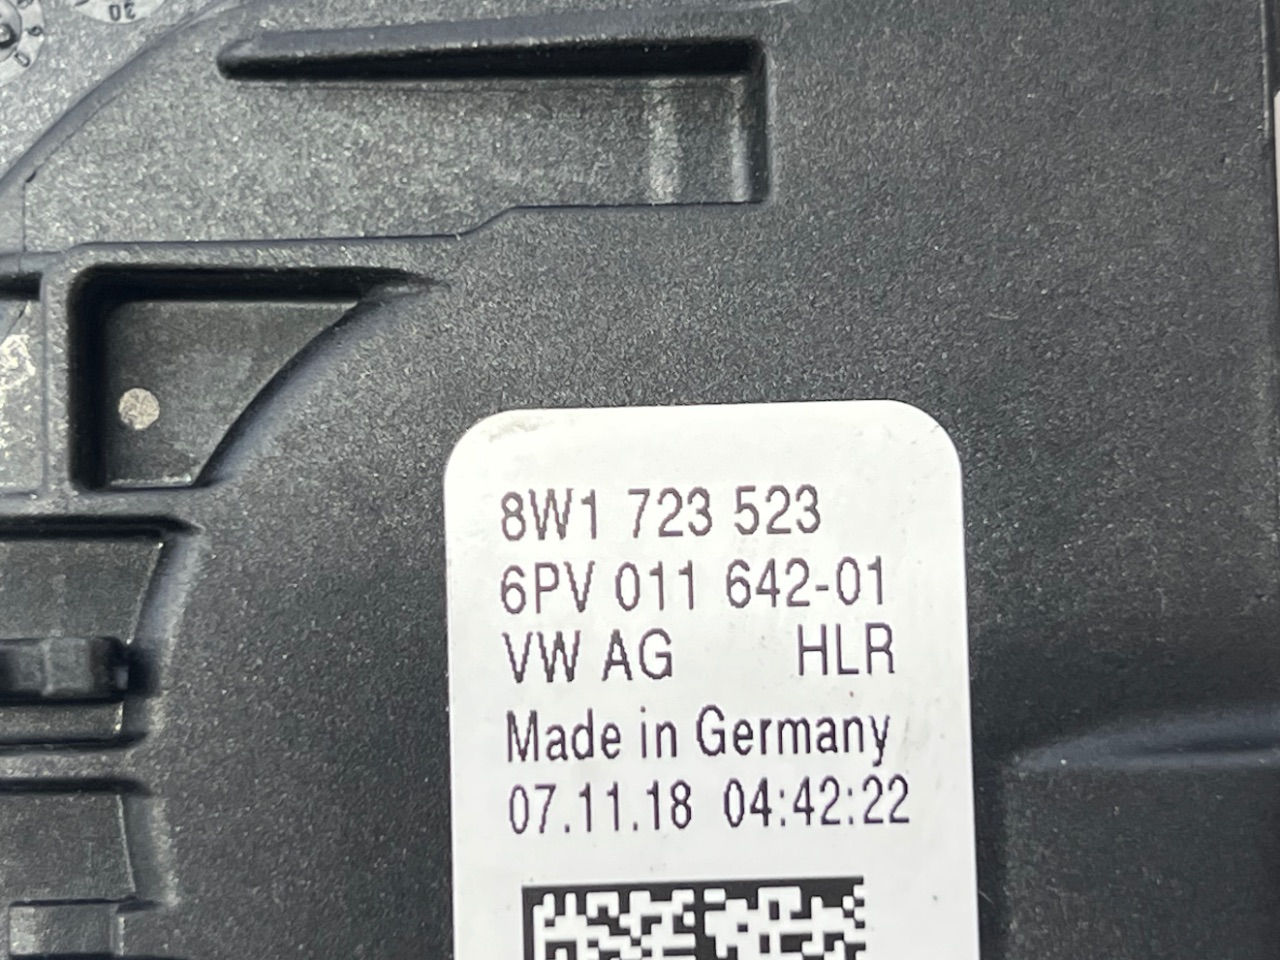 8W1 723 523
6PV 011 642-01
VW AG HLR
Made in Germany
07.11.18 04:42:22